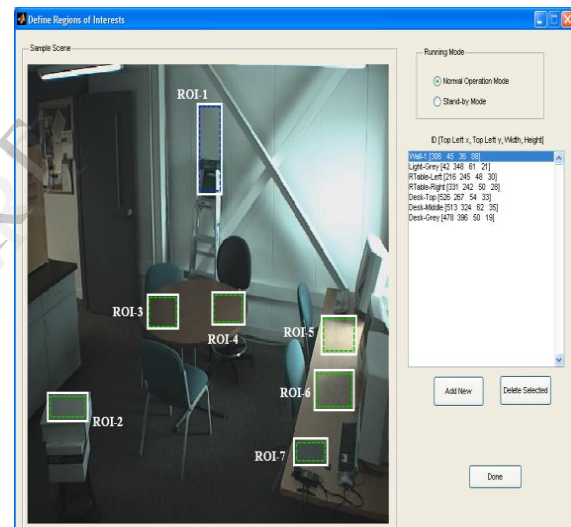 Define Regions of Interests
Sample Scene
ROI-1
ROI-3
ROI-4
ROI-5
ROI-6
ROI-2
ROI-7
Running Mode
Normal Operation Mode
Stand-by Mode
ID [Top Left x, Top Left y, Width, Height]
Wall-1 [306 45 36 88]
Light-Grey [42 348 61 21]
RTable-Left [216 245 48 30]
RTable-Right [331 242 50 28]
Desk-Top [526 267 54 33]
Desk-Middle [513 324 62 35]
Desk-Grey [478 396 50 19]
Add New
Delete Selected
Done